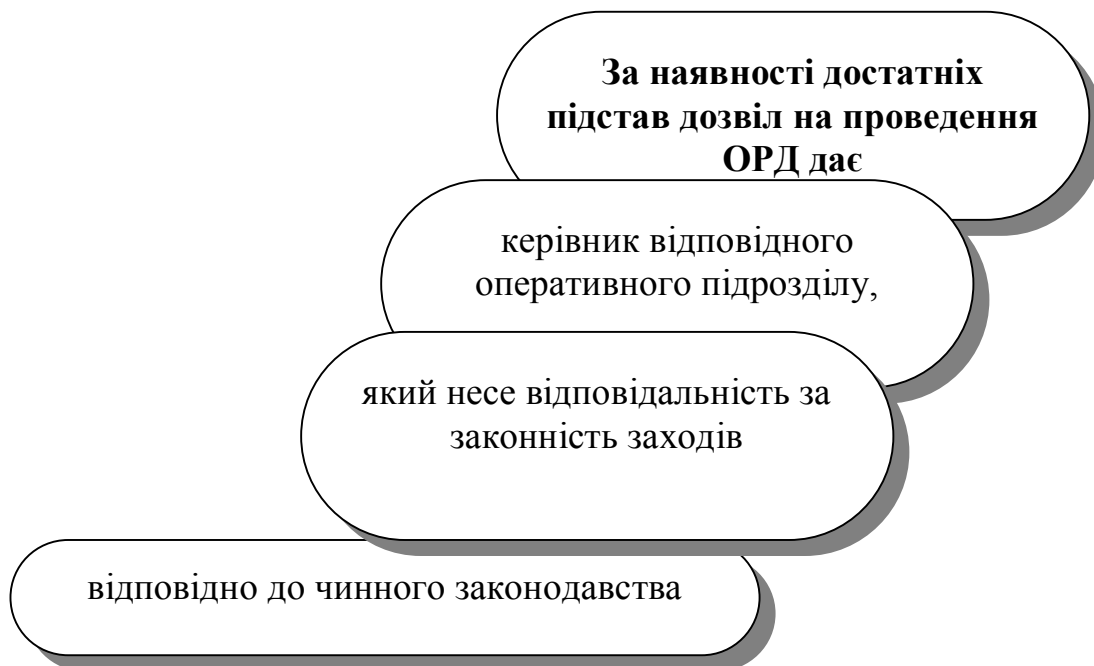 За наявності достатніх
підстав дозвіл на проведення
ОРД дає
керівник відповідного
оперативного підрозділу,
який несе відповідальність за
законність заходів
відповідно до чинного законодавства